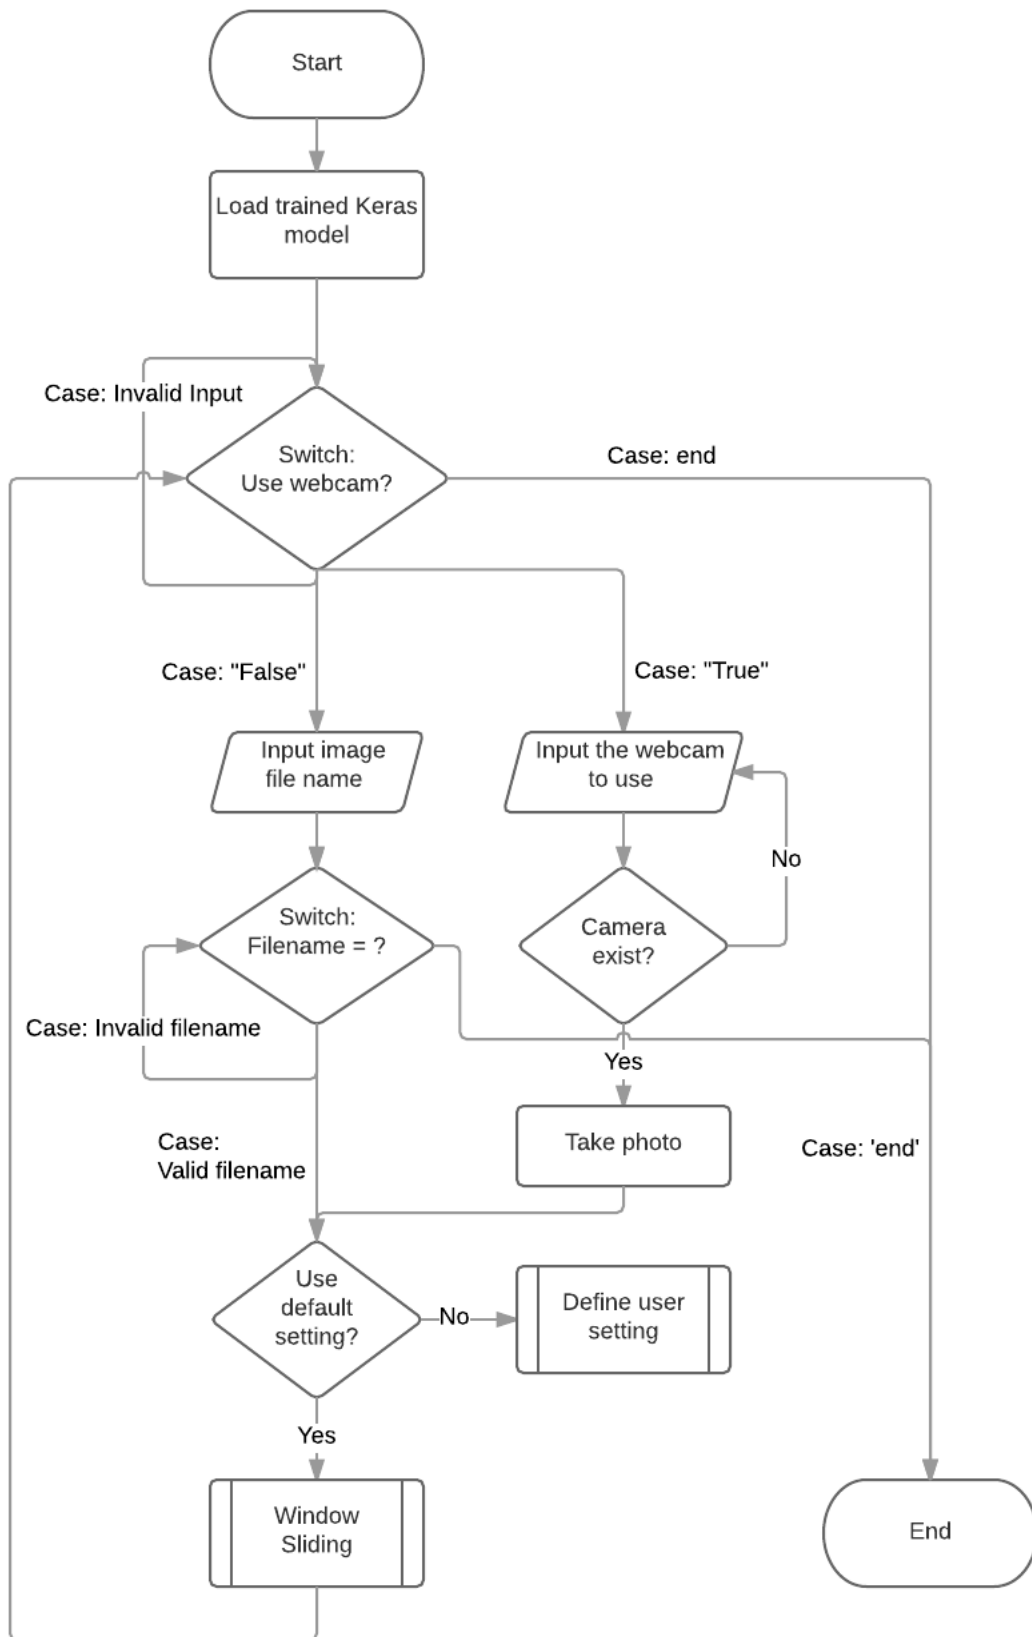 Start
Load trained Keras
model
Case: Invalid Input
Switch:
Use webcam?
Case: end
Case: "False"
Case: "True"
Input image
file name
Input the webcam
to use
No
Switch:
Filename = ?
Camera
exist?
Case: Invalid filename
Yes
Case:
Valid filename
Take photo
Case: 'end'
Use
default
setting?
No
Define user
setting
Yes
Window
Sliding
End